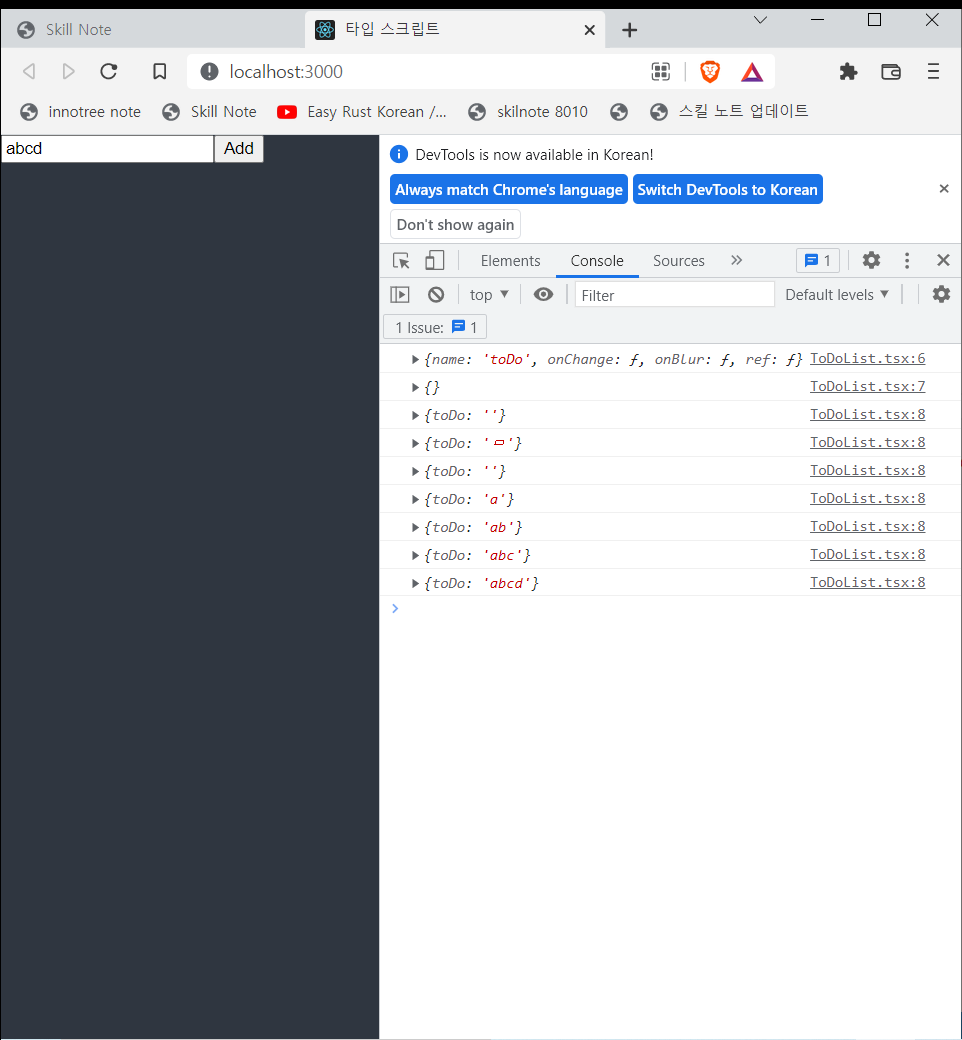 Skill Note
타입 스크립트
localhost:3000
innotree note Skill Note Easy Rust Korean /... skilnote 8010 스킬 노트 업데이트
abcd Add
DevTools is now available in Korean!
Always match Chrome's language Switch DevTools to Korean
Don't show again
Elements Console Sources 1
top Filter Default levels
1 Issue: 1
{name: 'toDo', onChange: ƒ, onBlur: ƒ, ref: ƒ} ToDoList.tsx:6
{} ToDoList.tsx:7
{toDo: ''} ToDoList.tsx:8
{toDo: 'ㅁ'} ToDoList.tsx:8
{toDo: ''} ToDoList.tsx:8
{toDo: 'a'} ToDoList.tsx:8
{toDo: 'ab'} ToDoList.tsx:8
{toDo: 'abc'} ToDoList.tsx:8
{toDo: 'abcd'} ToDoList.tsx:8